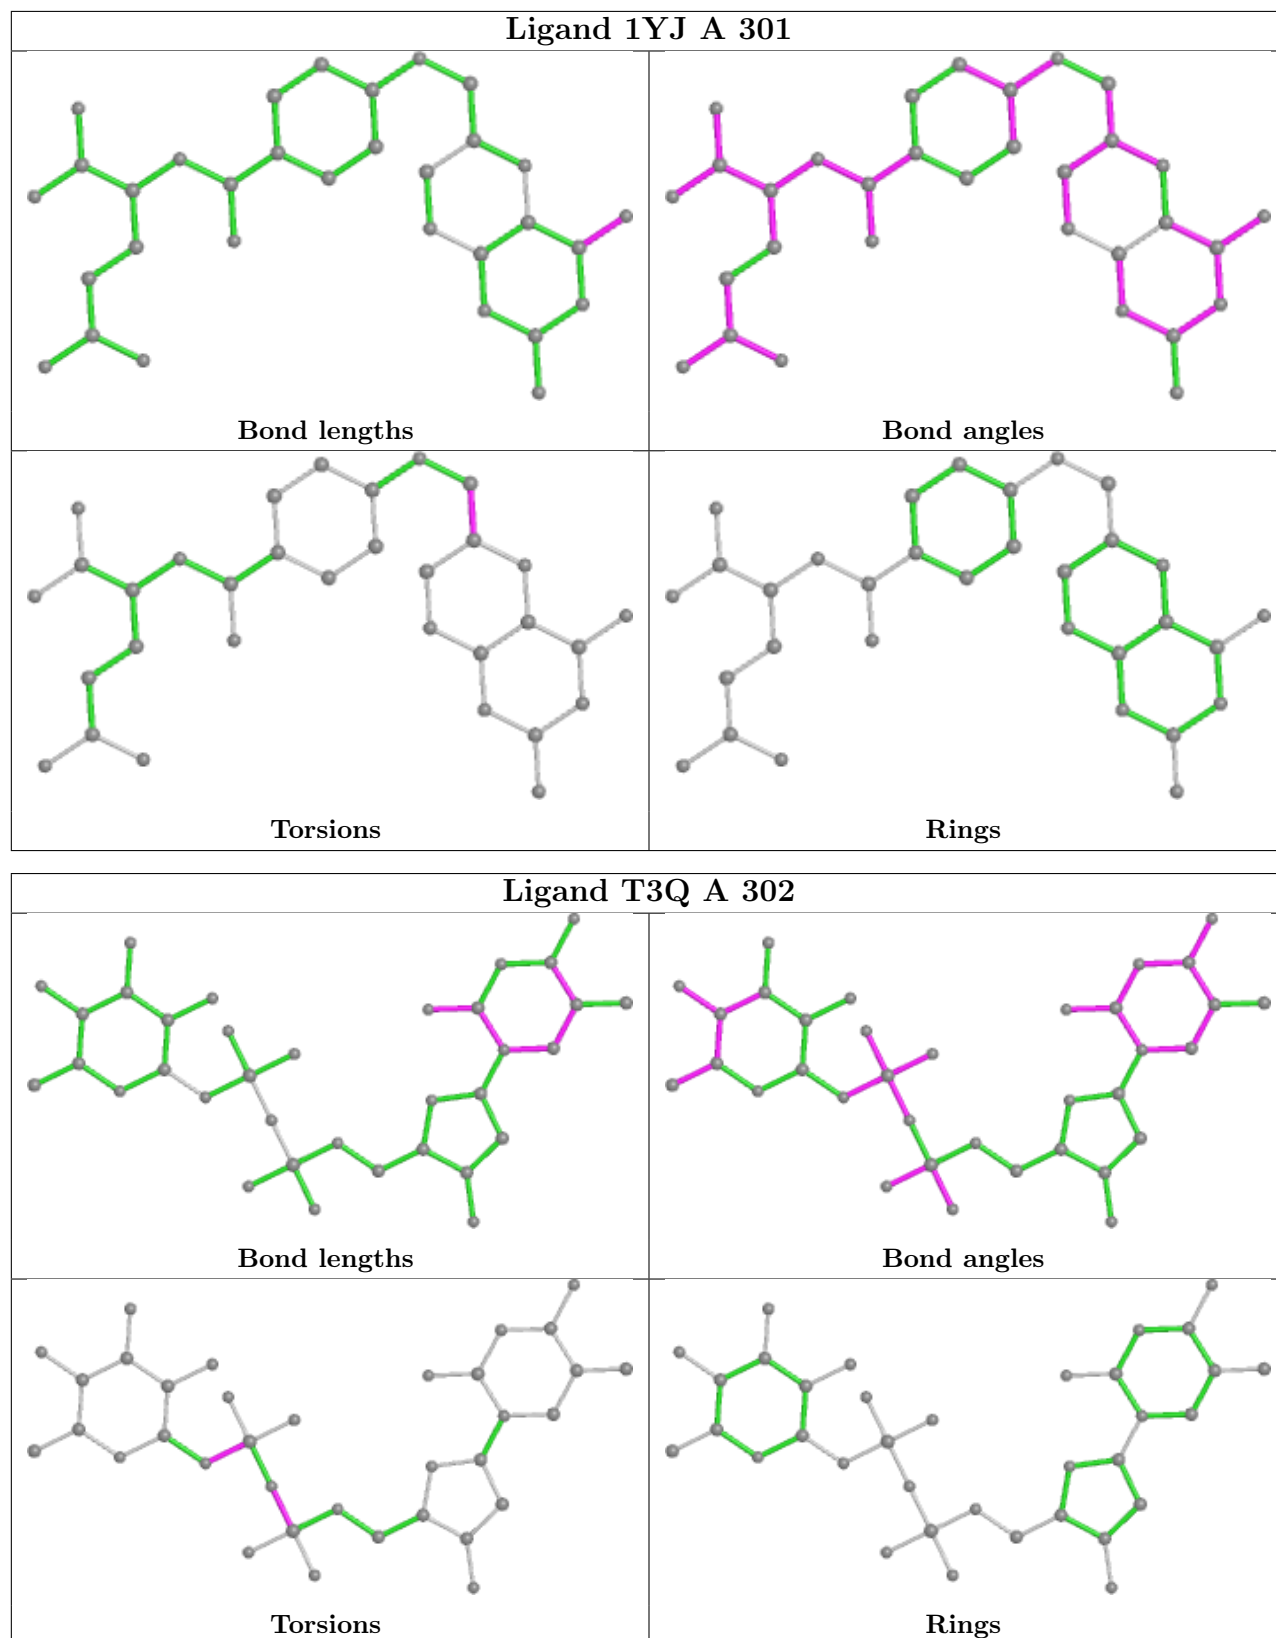 Ligand 1YJ A 301
Bond lengths
Bond angles
Torsions
Rings
Ligand T3Q A 302
Bond lengths
Bond angles
Torsions
Rings